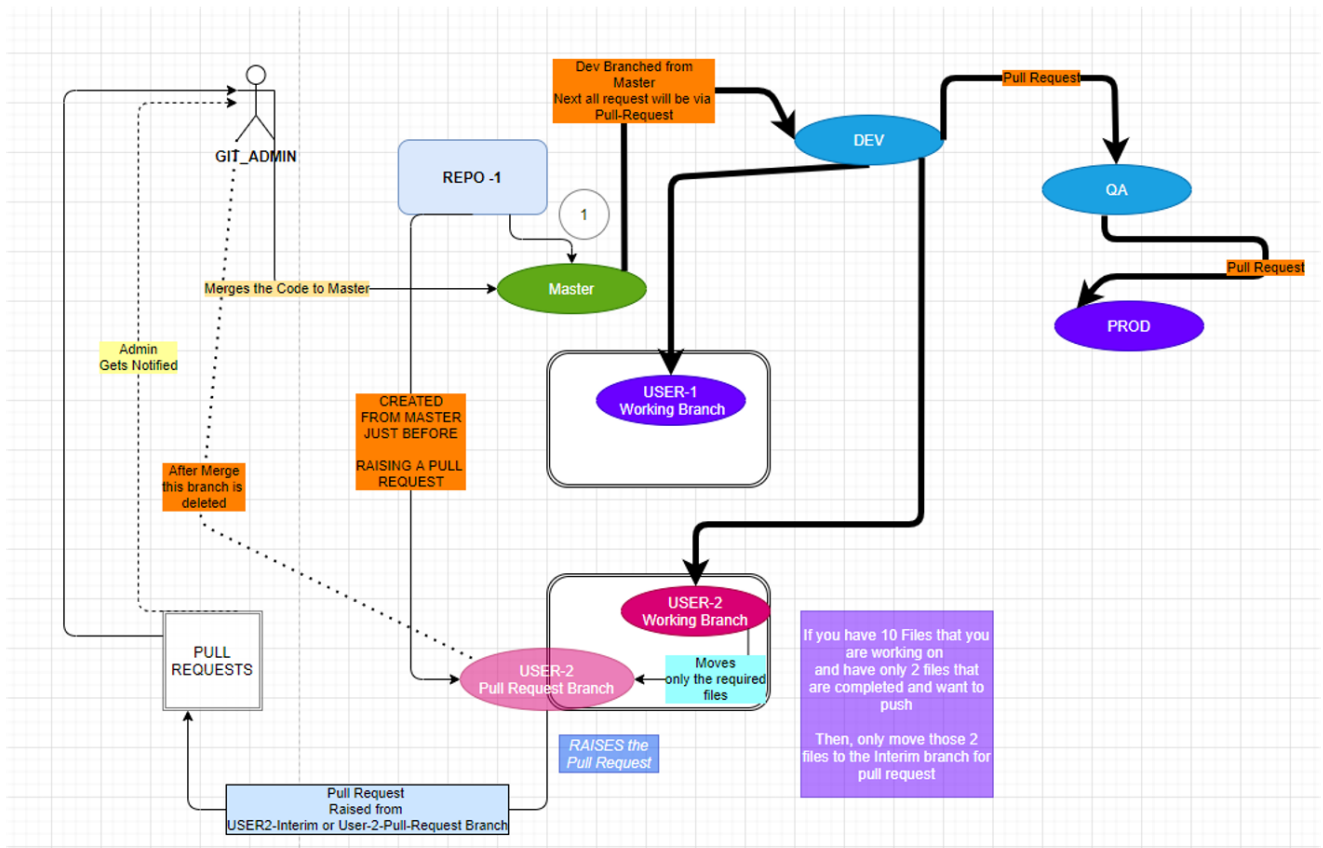 Dev Branched from
Master
Next all request will be via
Pull-Request
Pull Request
DEV
GIT_ADMIN
REPO -1
QA
1
Pull Request
Merges the Code to Master
Master
PROD
Admin
Gets Notified
USER-1
Working Branch
CREATED
FROM MASTER
JUST BEFORE
RAISING A PULL
REQUEST
After Merge
this branch is
deleted
USER-2
Working Branch
PULL
REQUESTS
USER-2
Pull Request Branch
Moves
only the required
files
If you have 10 Files that you
are working on
and have only 2 files that
are completed and want to
push
Then, only move those 2
files to the Interim branch for
pull request
RAISES the
Pull Request
Pull Request
Raised from
USER2-Interim or User-2-Pull-Request Branch